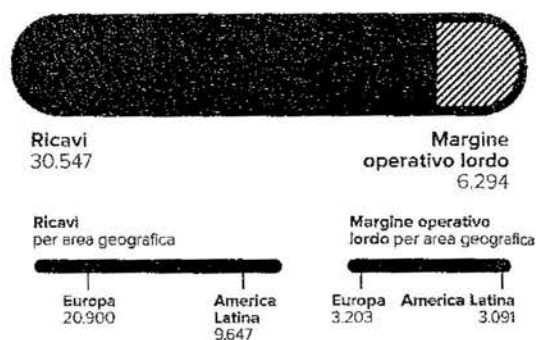 Ricavi
30.547
Margine
operativo lordo
6.294
Ricavi
per area geografica
Europa
20.900
America
Latina
9.647
Margine operativo
lordo per area geografica
Europa
3.203
America Latina
3.091